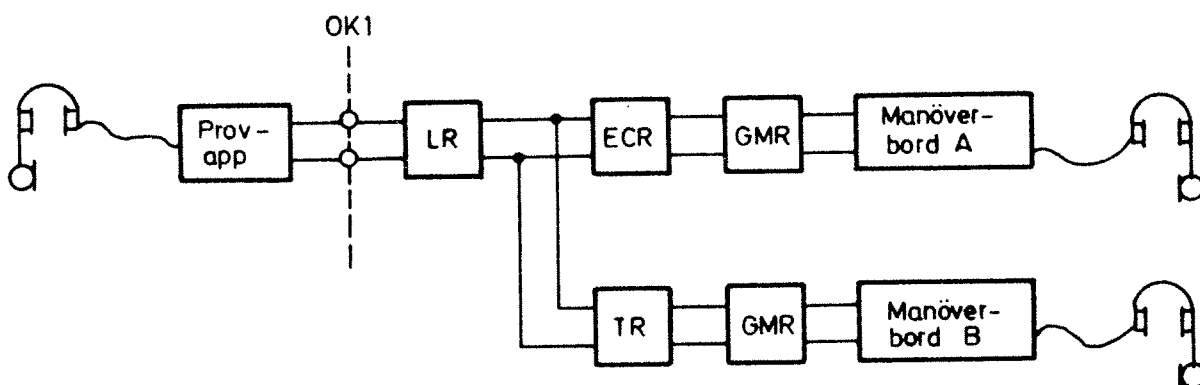 OK1
Prov-
app
LR
ECR
GMR
Manöver-
bord A
TR
GMR
Manöver-
bord B